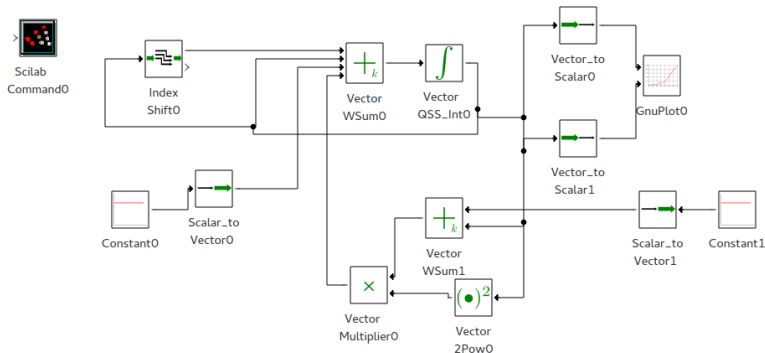 Scilab
Command0
Index
Shift0
+k
Vector
WSum0
∫
Vector
QSS_Int0
Vector_to
Scalar0
GnuPlot0
Vector_to
Scalar1
Constant0
Scalar_to
Vector0
+k
Vector
WSum1
Scalar_to
Vector1
Constant1
×
Vector
Multiplier0
(•)2
Vector
2Pow0